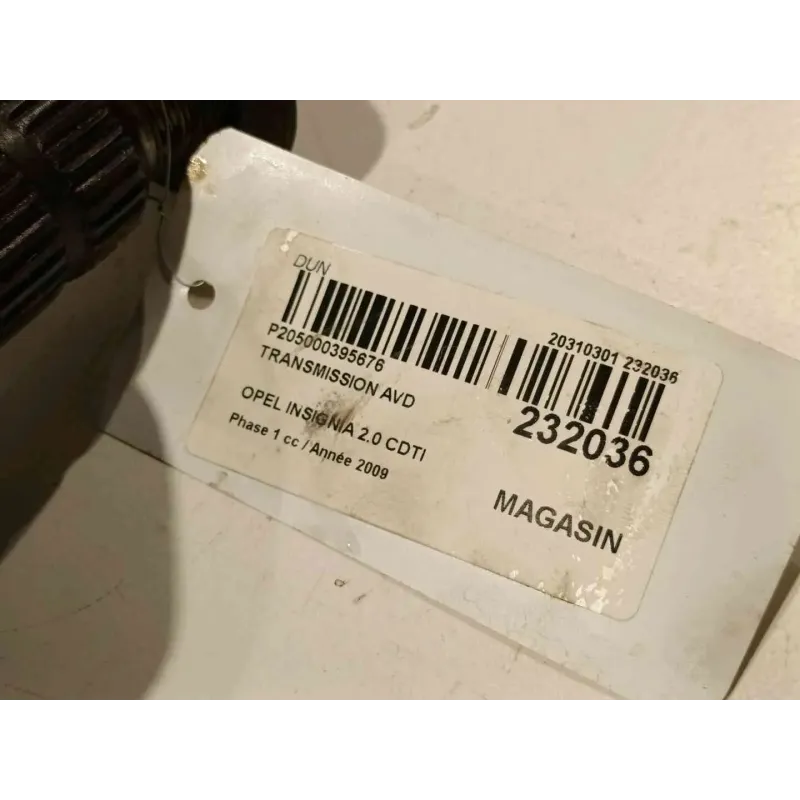 DUN
20310301 232036
P205000395676
TRANSMISSION AVD
232036
OPEL INSIGNIA 2.0 CDTI
Phase 1 cc / Année 2009
MAGASIN